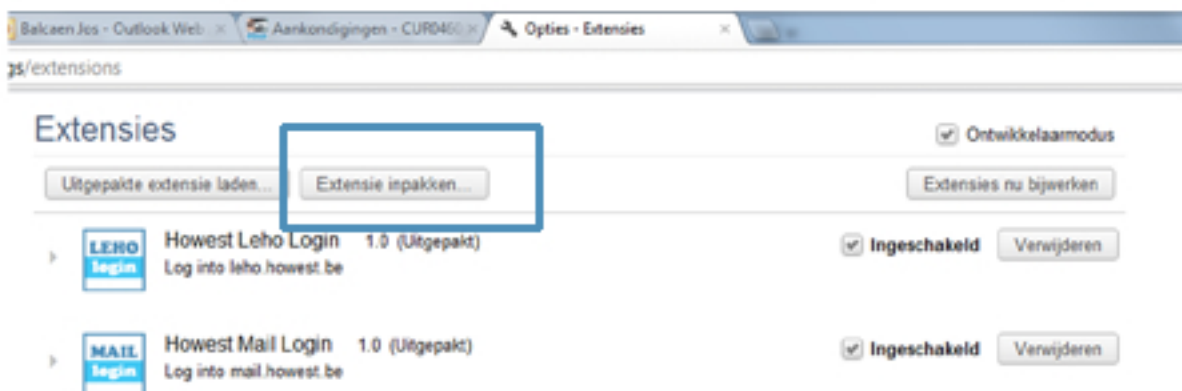 Balcaen Jos - Outlook Web
Aankondigingen - CUR0460
Opties - Extensies
gs/extensions
Extensies
Ontwikkelaarmodus
Uitgepakte extensie laden...
Extensie inpakken...
Extensies nu bijwerken
LEHO
login
Howest Leho Login 1.0 (Uitgepakt)
Log into leho.howest.be
Ingeschakeld
Verwijderen
MAIL
login
Howest Mail Login 1.0 (Uitgepakt)
Log into mail.howest.be
Ingeschakeld
Verwijderen